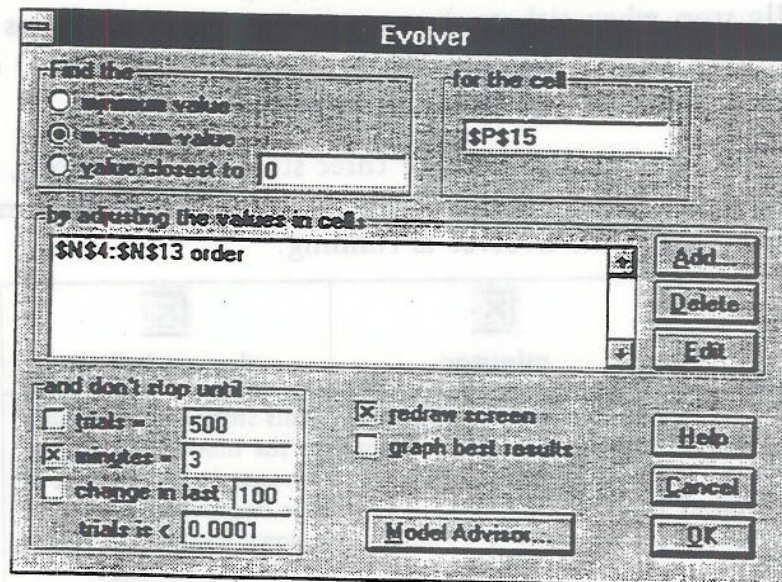 Evolver
Find the
minimum value
maximum value
value closest to 0
for the cell
$P$15
by adjusting the values in cells
$N$4:$N$13 order
Add...
Delete
Edit
and don't stop until
trials = 500
minutes = 3
change in last 100
trials is < 0.0001
redraw screen
graph best results
Model Advisor...
Help
Cancel
OK